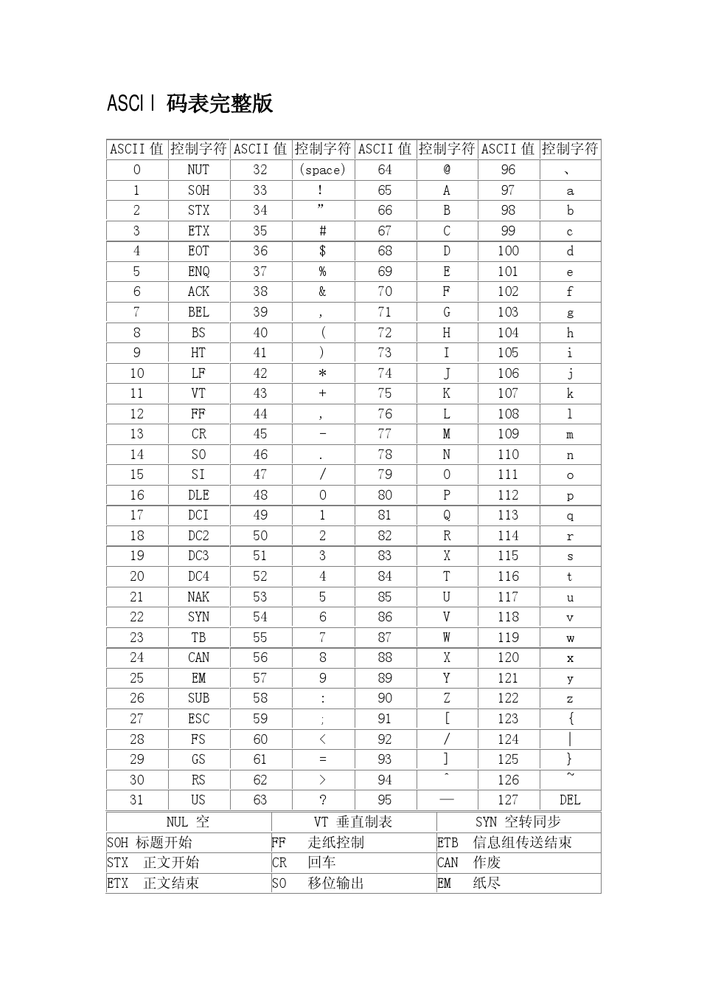 ASCII 码表完整版
ASCII 值 控制字符 ASCII 值 控制字符 ASCII 值 控制字符 ASCII 值 控制字符
0 NUT 32 (space) 64 @ 96 、
1 SOH 33 ! 65 A 97 a
2 STX 34 ” 66 B 98 b
3 ETX 35 # 67 C 99 c
4 EOT 36 $ 68 D 100 d
5 ENQ 37 % 69 E 101 e
6 ACK 38 & 70 F 102 f
7 BEL 39 , 71 G 103 g
8 BS 40 ( 72 H 104 h
9 HT 41 ) 73 I 105 i
10 LF 42 * 74 J 106 j
11 VT 43 + 75 K 107 k
12 FF 44 , 76 L 108 l
13 CR 45 - 77 M 109 m
14 SO 46 . 78 N 110 n
15 SI 47 / 79 O 111 o
16 DLE 48 0 80 P 112 p
17 DCI 49 1 81 Q 113 q
18 DC2 50 2 82 R 114 r
19 DC3 51 3 83 X 115 s
20 DC4 52 4 84 T 116 t
21 NAK 53 5 85 U 117 u
22 SYN 54 6 86 V 118 v
23 TB 55 7 87 W 119 w
24 CAN 56 8 88 X 120 x
25 EM 57 9 89 Y 121 y
26 SUB 58 : 90 Z 122 z
27 ESC 59 ; 91 [ 123 {
28 FS 60 < 92 / 124 |
29 GS 61 = 93 ] 125 }
30 RS 62 > 94 ^ 126 ~
31 US 63 ? 95 — 127 DEL
NUL 空 VT 垂直制表 SYN 空转同步
SOH 标题开始 FF 走纸控制 ETB 信息组传送结束
STX 正文开始 CR 回车 CAN 作废
ETX 正文结束 SO 移位输出 EM 纸尽